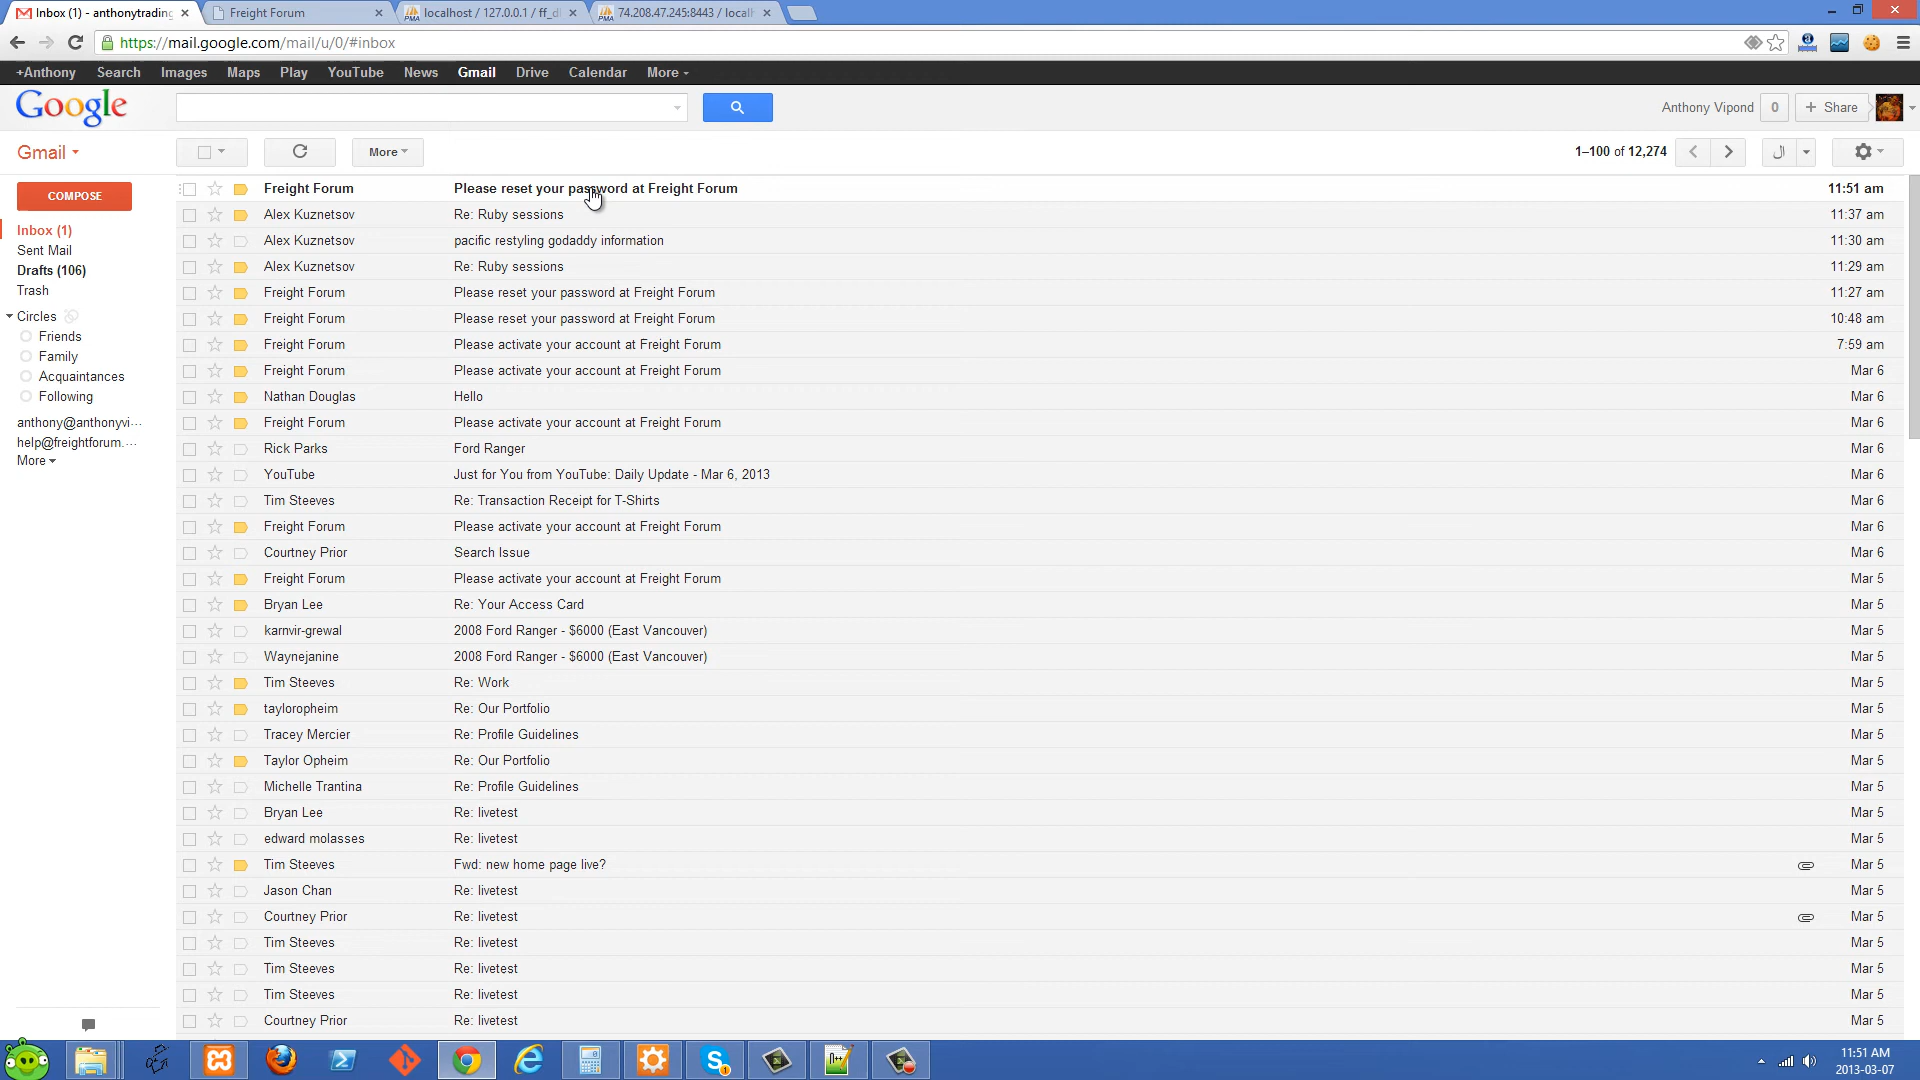 Inbox (1) - anthonytrading
Freight Forum
localhost / 127.0.0.1 / ff_d
74.208.47.245:8443 / local
https://mail.google.com/mail/u/0/#inbox
+Anthony Search Images Maps Play YouTube News Gmail Drive Calendar More
Google
Anthony Vipond 0 + Share
Gmail
More
1–100 of 12,274
COMPOSE
Inbox (1)
Sent Mail
Drafts (106)
Trash
Circles
Friends
Family
Acquaintances
Following
anthony@anthonyvi...
help@freightforum....
More
Freight Forum Please reset your password at Freight Forum 11:51 am
Alex Kuznetsov Re: Ruby sessions 11:37 am
Alex Kuznetsov pacific restyling godaddy information 11:30 am
Alex Kuznetsov Re: Ruby sessions 11:29 am
Freight Forum Please reset your password at Freight Forum 11:27 am
Freight Forum Please reset your password at Freight Forum 10:48 am
Freight Forum Please activate your account at Freight Forum 7:59 am
Freight Forum Please activate your account at Freight Forum Mar 6
Nathan Douglas Hello Mar 6
Freight Forum Please activate your account at Freight Forum Mar 6
Rick Parks Ford Ranger Mar 6
YouTube Just for You from YouTube: Daily Update - Mar 6, 2013 Mar 6
Tim Steeves Re: Transaction Receipt for T-Shirts Mar 6
Freight Forum Please activate your account at Freight Forum Mar 6
Courtney Prior Search Issue Mar 6
Freight Forum Please activate your account at Freight Forum Mar 5
Bryan Lee Re: Your Access Card Mar 5
karnvir-grewal 2008 Ford Ranger - $6000 (East Vancouver) Mar 5
Waynejanine 2008 Ford Ranger - $6000 (East Vancouver) Mar 5
Tim Steeves Re: Work Mar 5
tayloropheim Re: Our Portfolio Mar 5
Tracey Mercier Re: Profile Guidelines Mar 5
Taylor Opheim Re: Our Portfolio Mar 5
Michelle Trantina Re: Profile Guidelines Mar 5
Bryan Lee Re: livetest Mar 5
edward molasses Re: livetest Mar 5
Tim Steeves Fwd: new home page live? Mar 5
Jason Chan Re: livetest Mar 5
Courtney Prior Re: livetest Mar 5
Tim Steeves Re: livetest Mar 5
Tim Steeves Re: livetest Mar 5
Tim Steeves Re: livetest Mar 5
Courtney Prior Re: livetest Mar 5
11:51 AM
2013-03-07